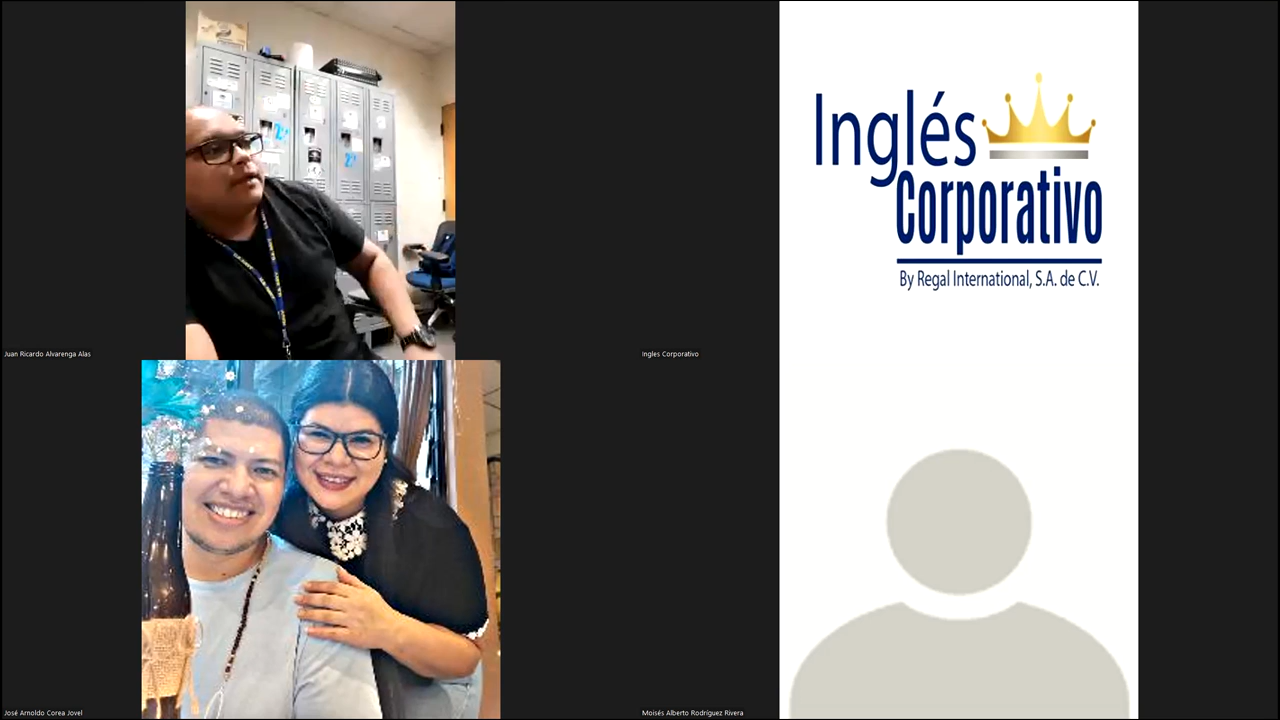 Inglés
Corporativo
By Regal International, S.A. de C.V.
Juan Ricardo Alvarenga Alas
Ingles Corporativo
José Arnoldo Corea Jovel
Moisés Alberto Rodríguez Rivera